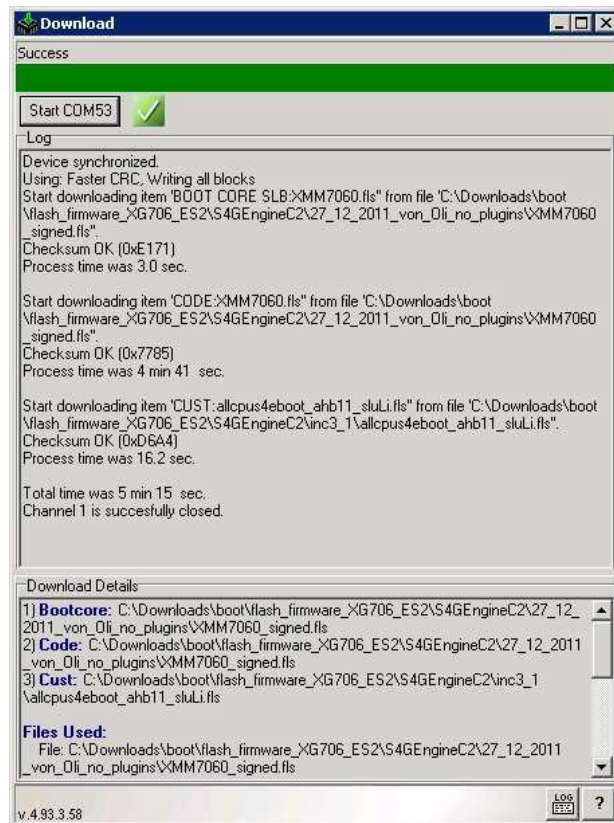 Download
Success
Start COM53
Log
Device synchronized.
Using: Faster CRC, Writing all blocks
Start downloading item 'BOOT CORE SLB:XMM7060.fls" from file 'C:\Downloads\boot
\flash_firmware_XG706_ES2\S4GEngineC2\27_12_2011_von_Oli_no_plugins\XMM7060
_signed.fls".
Checksum OK (0xE171)
Process time was 3.0 sec.
Start downloading item 'CODE:XMM7060.fls" from file 'C:\Downloads\boot
\flash_firmware_XG706_ES2\S4GEngineC2\27_12_2011_von_Oli_no_plugins\XMM7060
_signed.fls".
Checksum OK (0x7785)
Process time was 4 min 41  sec.
Start downloading item 'CUST:allcpus4eboot_ahb11_sluLi.fls" from file 'C:\Downloads\boot
\flash_firmware_XG706_ES2\S4GEngineC2\inc3_1\allcpus4eboot_ahb11_sluLi.fls".
Checksum OK (0xD6A4)
Process time was 16.2 sec.
Total time was 5 min 15  sec.
Channel 1 is succesfully closed.
Download Details
1) Bootcore: C:\Downloads\boot\flash_firmware_XG706_ES2\S4GEngineC2\27_12_
2011_von_Oli_no_plugins\XMM7060_signed.fls
2) Code: C:\Downloads\boot\flash_firmware_XG706_ES2\S4GEngineC2\27_12_2011
_von_Oli_no_plugins\XMM7060_signed.fls
3) Cust: C:\Downloads\boot\flash_firmware_XG706_ES2\S4GEngineC2\inc3_1
\allcpus4eboot_ahb11_sluLi.fls
Files Used:
File: C:\Downloads\boot\flash_firmware_XG706_ES2\S4GEngineC2\27_12_2011
_von_Oli_no_plugins\XMM7060_signed.fls
v.4.93.3.58
LOG
?